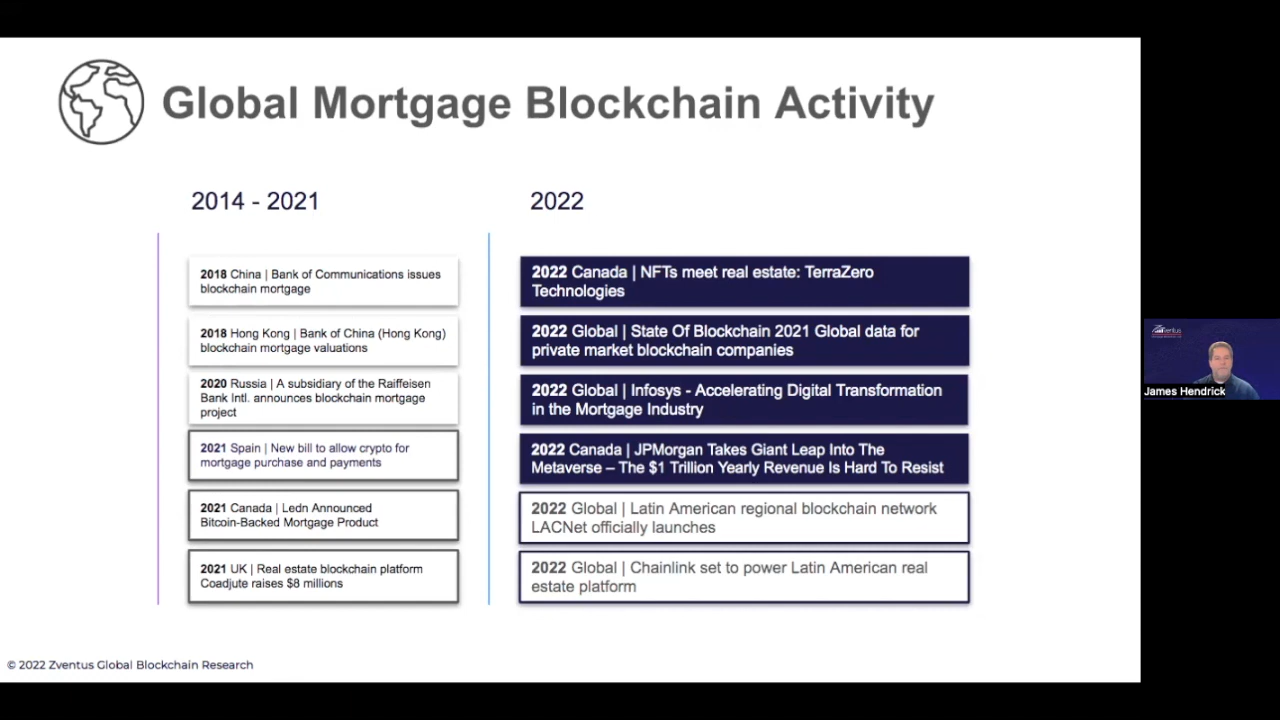 Global Mortgage Blockchain Activity
2014 - 2021
2018 China | Bank of Communications issues
blockchain mortgage
2018 Hong Kong | Bank of China (Hong Kong)
blockchain mortgage valuations
2020 Russia | A subsidiary of the Raiffeisen
Bank Intl. announces blockchain mortgage
project
2021 Spain | New bill to allow crypto for
mortgage purchase and payments
2021 Canada | Ledn Announced
Bitcoin-Backed Mortgage Product
2021 UK | Real estate blockchain platform
Coadjute raises $8 millions
2022
2022 Canada | NFTs meet real estate: TerraZero
Technologies
2022 Global | State Of Blockchain 2021 Global data for
private market blockchain companies
2022 Global | Infosys - Accelerating Digital Transformation
in the Mortgage Industry
2022 Canada | JPMorgan Takes Giant Leap Into The
Metaverse – The $1 Trillion Yearly Revenue Is Hard To Resist
2022 Global | Latin American regional blockchain network
LACNet officially launches
2022 Global | Chainlink set to power Latin American real
estate platform
© 2022 Zventus Global Blockchain Research
Zventus
James Hendrick